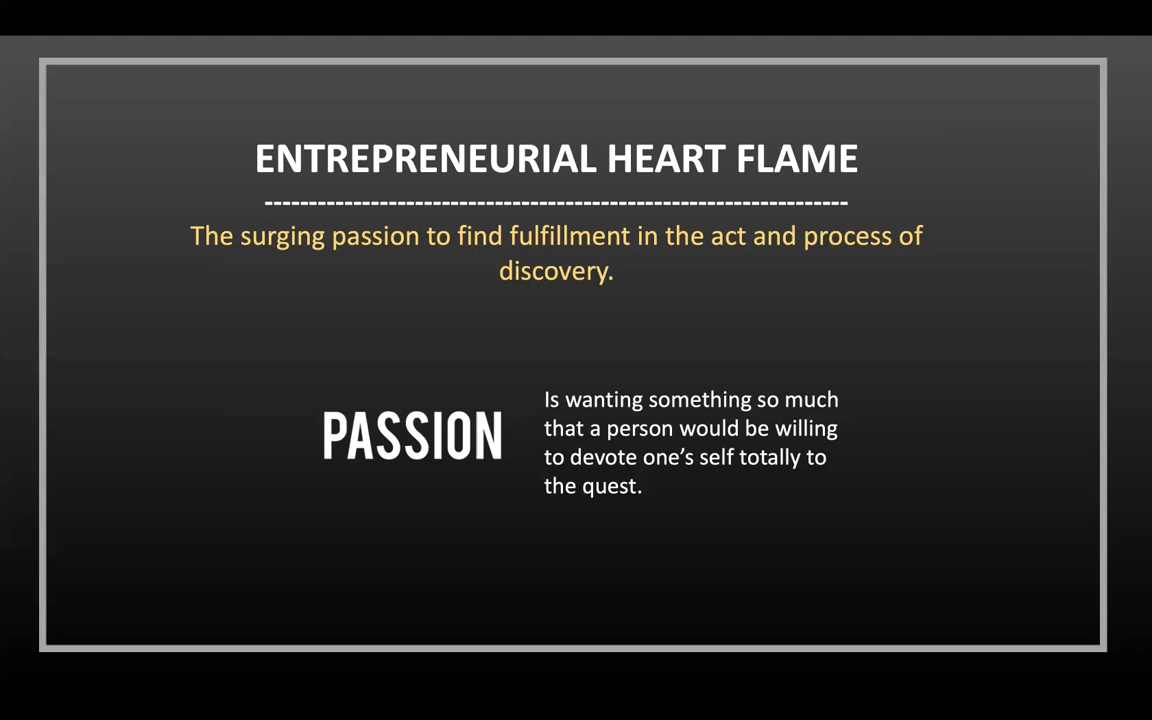 ENTREPRENEURIAL HEART FLAME
------------------------------------------------------------------
The surging passion to find fulfillment in the act and process of
discovery.
PASSION
Is wanting something so much
that a person would be willing
to devote one’s self totally to
the quest.